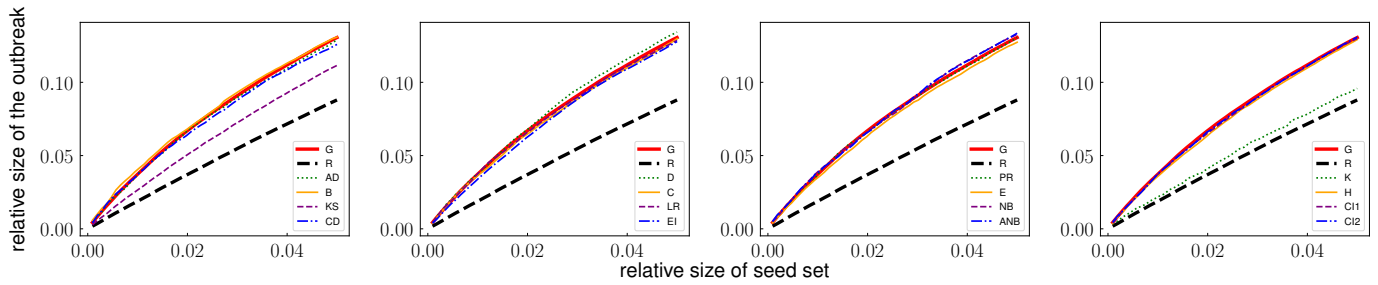 relative size of the outbreak
0.10
0.05
0.00
0.00
0.02
0.04
G
R
AD
B
KS
CD
0.10
0.05
0.00
0.00
0.02
0.04
G
R
D
C
LR
EI
0.10
0.05
0.00
0.00
0.02
0.04
G
R
PR
E
NB
ANB
0.10
0.05
0.00
0.00
0.02
0.04
G
R
K
H
CI1
CI2
relative size of seed set